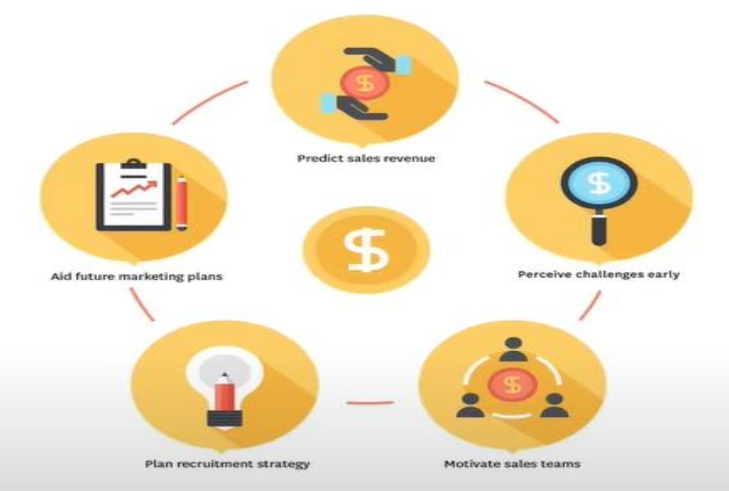 Predict sales revenue
Aid future marketing plans
Perceive challenges early
Plan recruitment strategy
Motivate sales teams